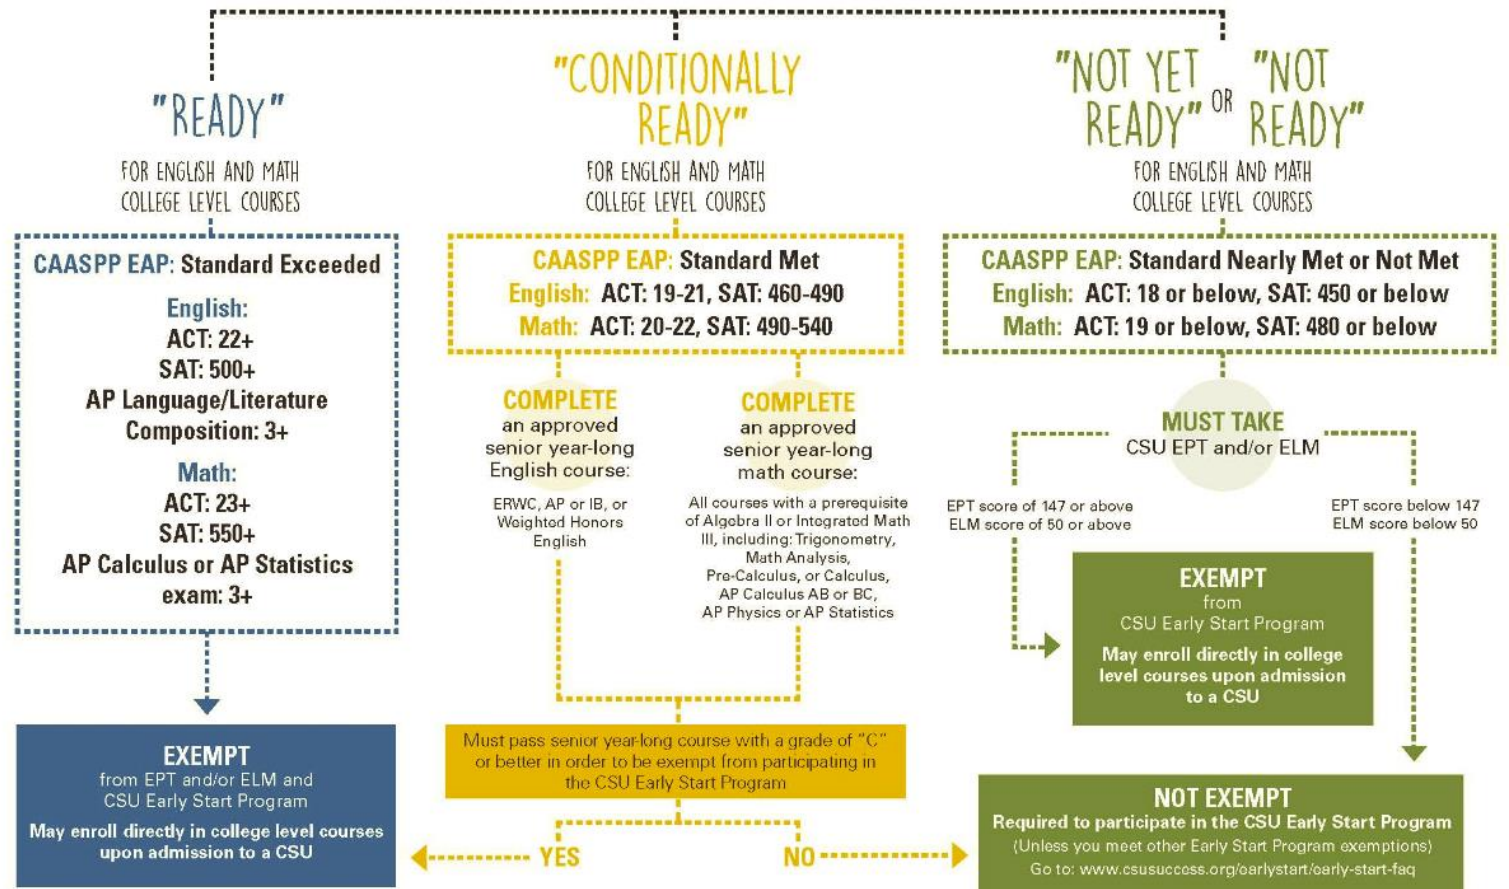 "READY"
FOR ENGLISH AND MATH
COLLEGE LEVEL COURSES
CAASPP EAP: Standard Exceeded
English:
ACT: 22+
SAT: 500+
AP Language/Literature
Composition: 3+
Math:
ACT: 23+
SAT: 550+
AP Calculus or AP Statistics
exam: 3+
EXEMPT
from EPT and/or ELM and
CSU Early Start Program
May enroll directly in college level courses
upon admission to a CSU
"CONDITIONALLY
READY"
FOR ENGLISH AND MATH
COLLEGE LEVEL COURSES
CAASPP EAP: Standard Met
English: ACT: 19-21, SAT: 460-490
Math: ACT: 20-22, SAT: 490-540
COMPLETE
an approved
senior year-long
English course:
ERWC, AP or IB, or
Weighted Honors
English
COMPLETE
an approved
senior year-long
math course:
All courses with a prerequisite
of Algebra II or Integrated Math
III, including: Trigonometry,
Math Analysis,
Pre-Calculus, or Calculus,
AP Calculus AB or BC,
AP Physics or AP Statistics
Must pass senior year-long course with a grade of "C"
or better in order to be exempt from participating in
the CSU Early Start Program
YES
NO
"NOT YET
READY"
OR
"NOT
READY"
FOR ENGLISH AND MATH
COLLEGE LEVEL COURSES
CAASPP EAP: Standard Nearly Met or Not Met
English: ACT: 18 or below, SAT: 450 or below
Math: ACT: 19 or below, SAT: 480 or below
MUST TAKE
CSU EPT and/or ELM
EPT score of 147 or above
ELM score of 50 or above
EPT score below 147
ELM score below 50
EXEMPT
from
CSU Early Start Program
May enroll directly in college
level courses upon admission
to a CSU
NOT EXEMPT
Required to participate in the CSU Early Start Program
(Unless you meet other Early Start Program exemptions)
Go to: www.csusuccess.org/earlystart/early-start-faq